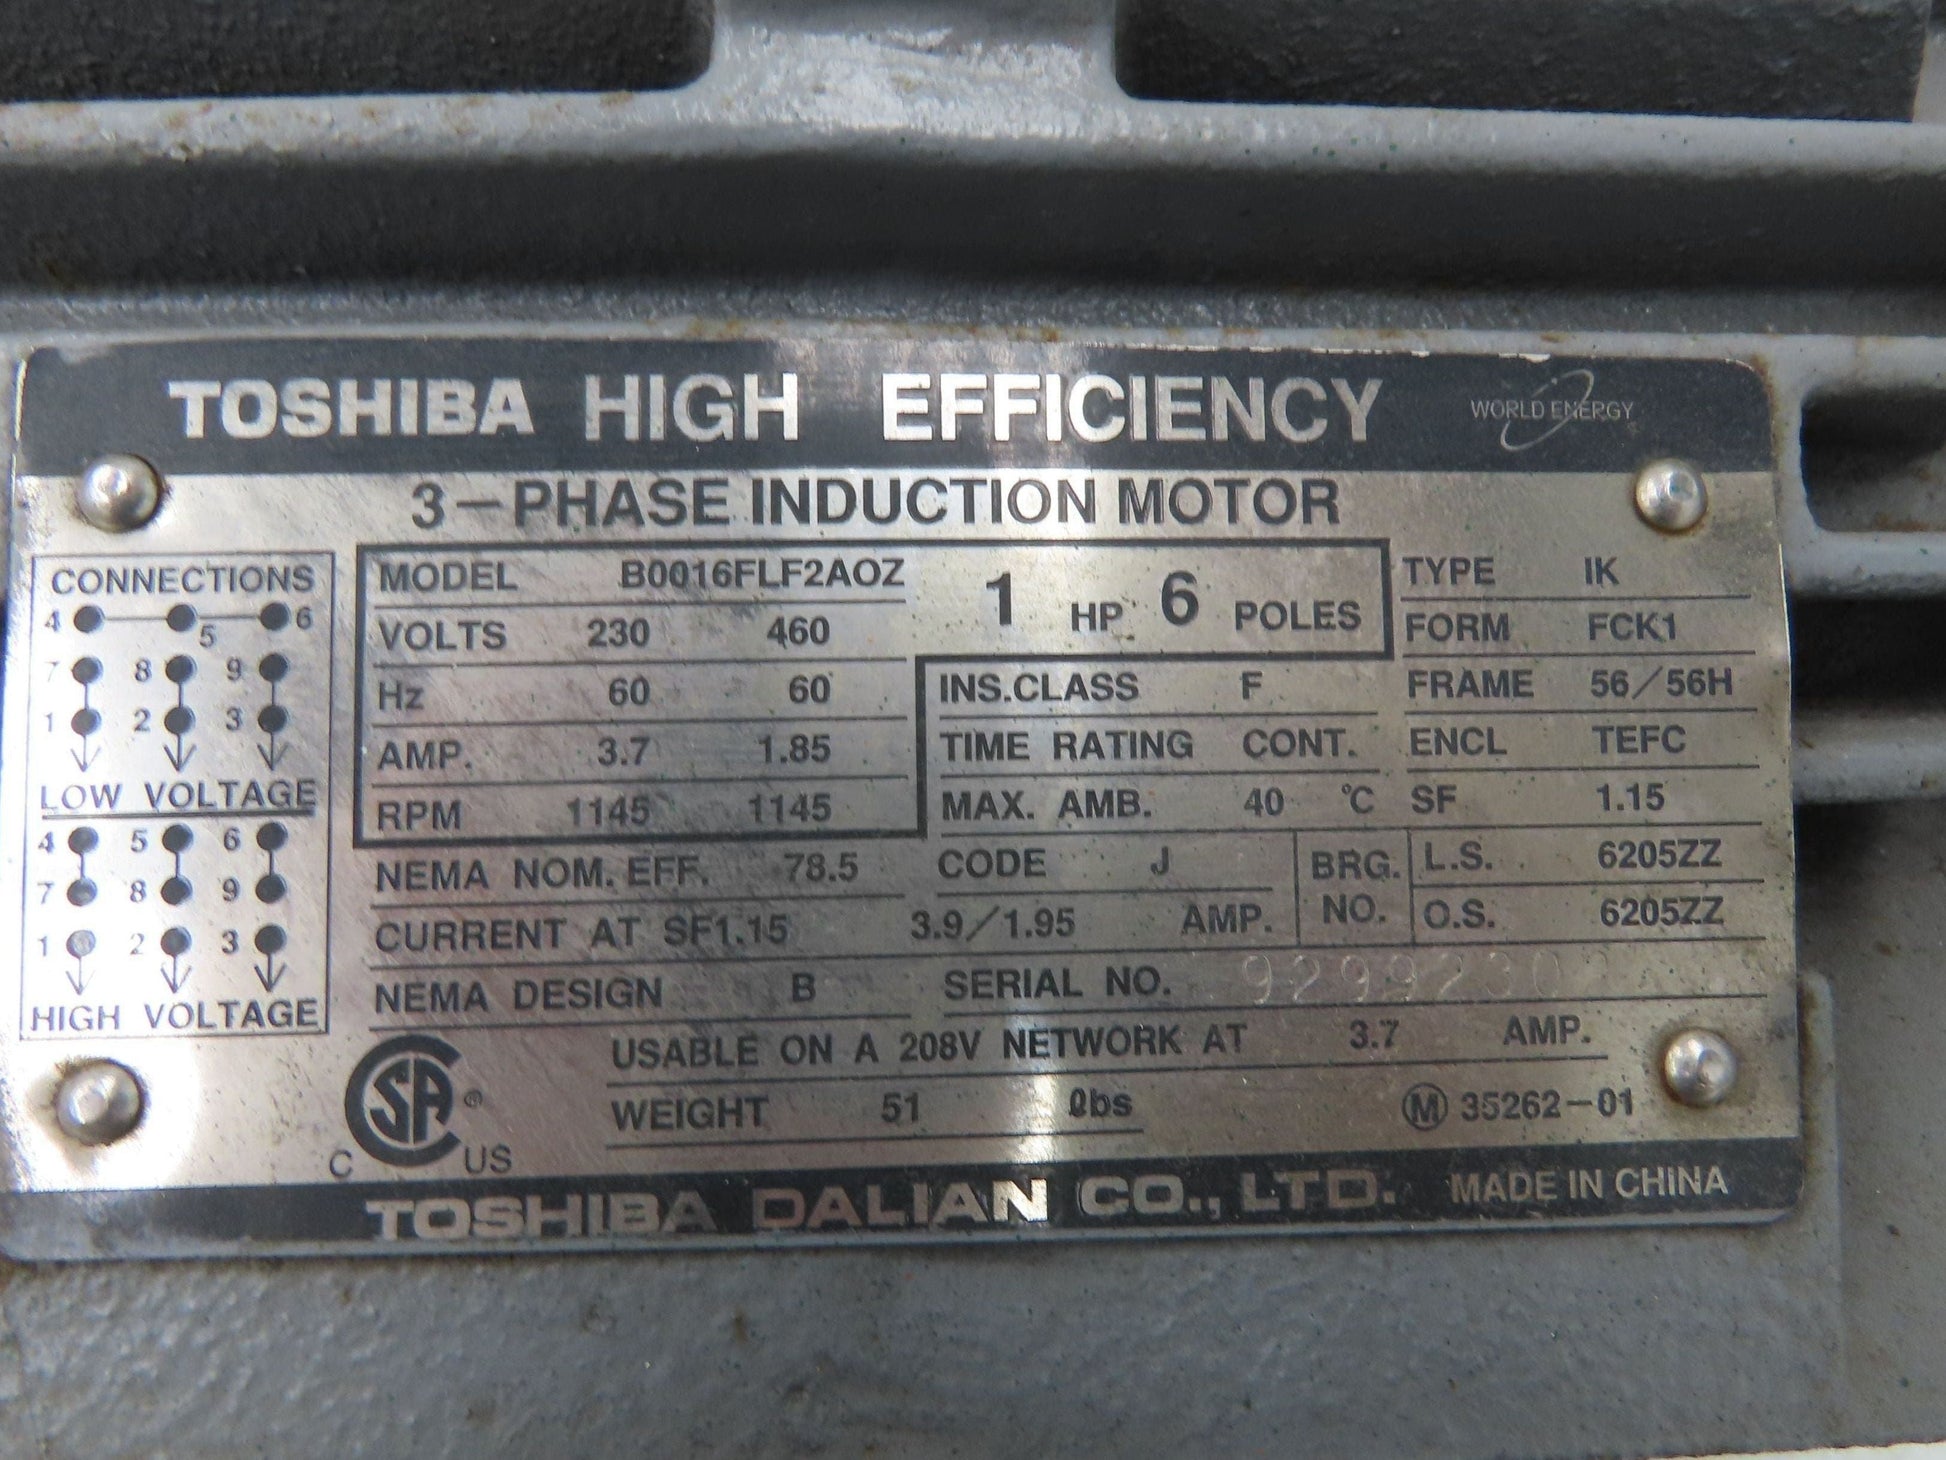 TOSHIBA HIGH EFFICIENCY WORLD ENERGY
3-PHASE INDUCTION MOTOR
CONNECTIONS
4 5 6
7 8 9
1 2 3
LOW VOLTAGE
4 5 6
7 8 9
1 2 3
HIGH VOLTAGE
MODEL B0016FLF2AOZ 1 HP 6 POLES
VOLTS 230 460
Hz 60 60
AMP. 3.7 1.85
RPM 1145 1145
INS.CLASS F
TIME RATING CONT.
MAX. AMB. 40 °C
TYPE IK
FORM FCK1
FRAME 56/56H
ENCL TEFC
SF 1.15
NEMA NOM. EFF. 78.5 CODE J
BRG. NO. L.S. 6205ZZ
O.S. 6205ZZ
CURRENT AT SF1.15 3.9/1.95 AMP.
NEMA DESIGN B SERIAL NO.
USABLE ON A 208V NETWORK AT 3.7 AMP.
WEIGHT 51 lbs Ⓜ 35262-01
C SA ® US
TOSHIBA DALIAN CO., LTD. MADE IN CHINA